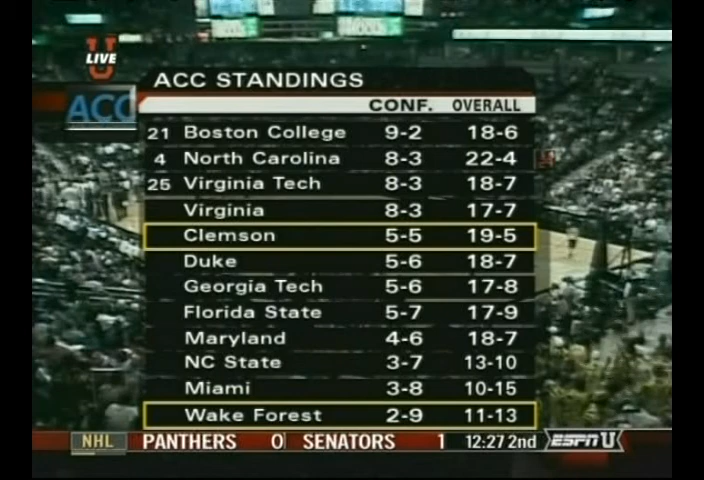 LIVE
ACC
ACC STANDINGS
CONF. OVERALL
21 Boston College 9-2 18-6
4 North Carolina 8-3 22-4
25 Virginia Tech 8-3 18-7
Virginia 8-3 17-7
Clemson 5-5 19-5
Duke 5-6 18-7
Georgia Tech 5-6 17-8
Florida State 5-7 17-9
Maryland 4-6 18-7
NC State 3-7 13-10
Miami 3-8 10-15
Wake Forest 2-9 11-13
NHL PANTHERS 0 SENATORS 1 12:27 2nd ESPNU